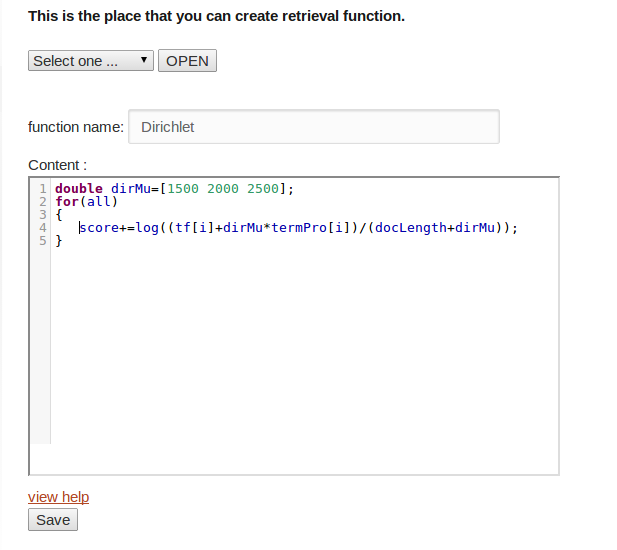 This is the place that you can create retrieval function.
Select one ... OPEN
function name: Dirichlet
Content :
1 double dirMu=[1500 2000 2500];
2 for(all)
3 {
4 score+=log((tf[i]+dirMu*termPro[i])/(docLength+dirMu));
5 }
view help
Save